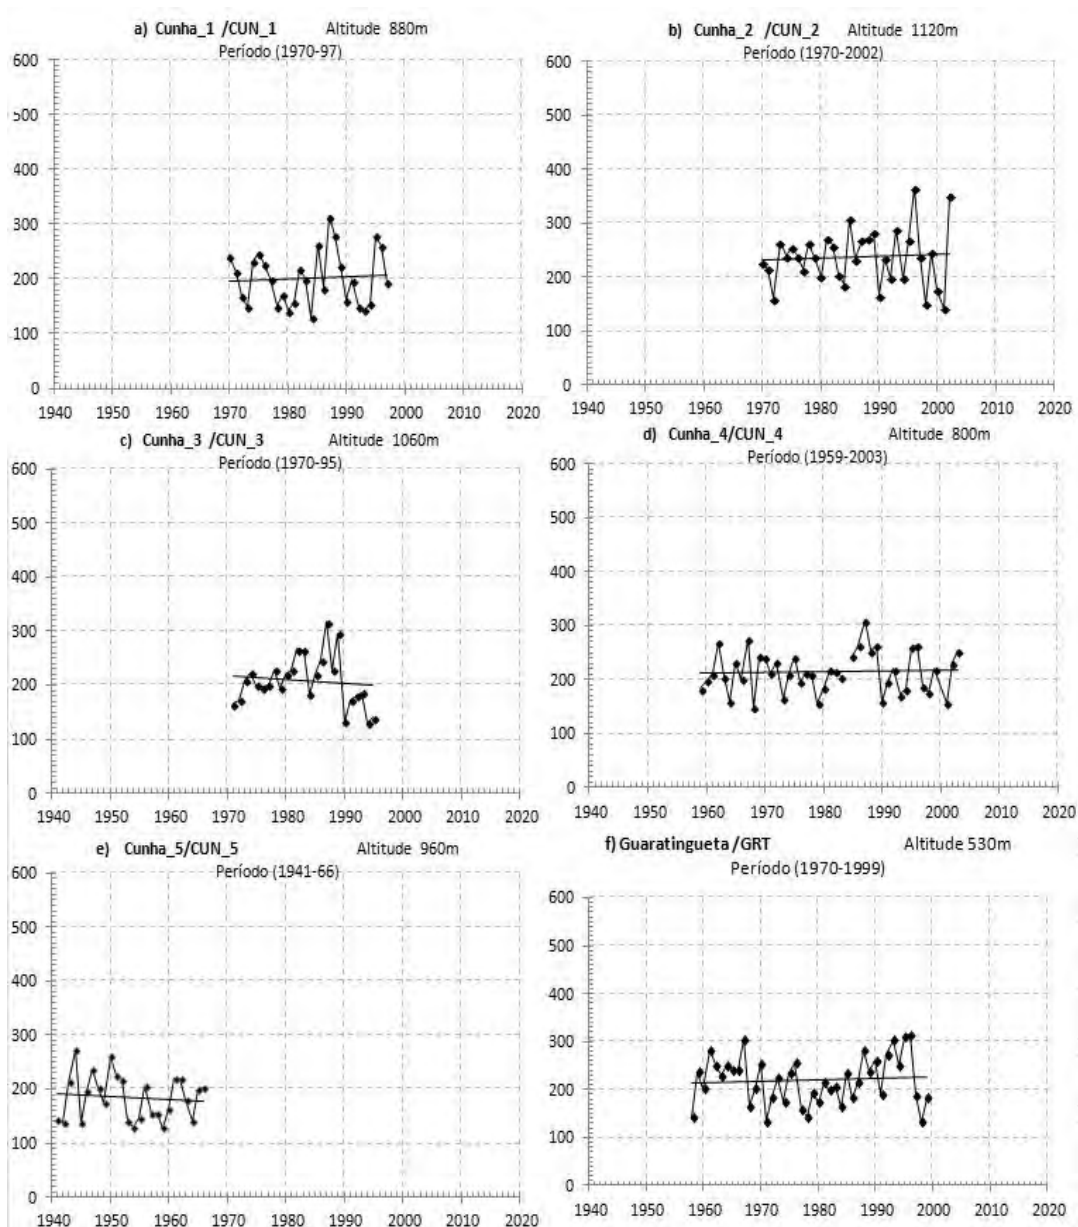 a) Cunha_1 /CUN_1 Altitude 880m
Período (1970-97)
600
500
400
300
200
100
0
1940 1950 1960 1970 1980 1990 2000 2010 2020
b) Cunha_2 /CUN_2 Altitude 1120m
Período (1970-2002)
600
500
400
300
200
100
0
1940 1950 1960 1970 1980 1990 2000 2010 2020
c) Cunha_3 /CUN_3 Altitude 1060m
Período (1970-95)
600
500
400
300
200
100
0
1940 1950 1960 1970 1980 1990 2000 2010 2020
d) Cunha_4/CUN_4 Altitude 800m
Período (1959-2003)
600
500
400
300
200
100
0
1940 1950 1960 1970 1980 1990 2000 2010 2020
e) Cunha_5/CUN_5 Altitude 960m
Período (1941-66)
600
500
400
300
200
100
0
1940 1950 1960 1970 1980 1990 2000 2010 2020
f) Guaratingueta /GRT Altitude 530m
Período (1970-1999)
600
500
400
300
200
100
0
1940 1950 1960 1970 1980 1990 2000 2010 2020